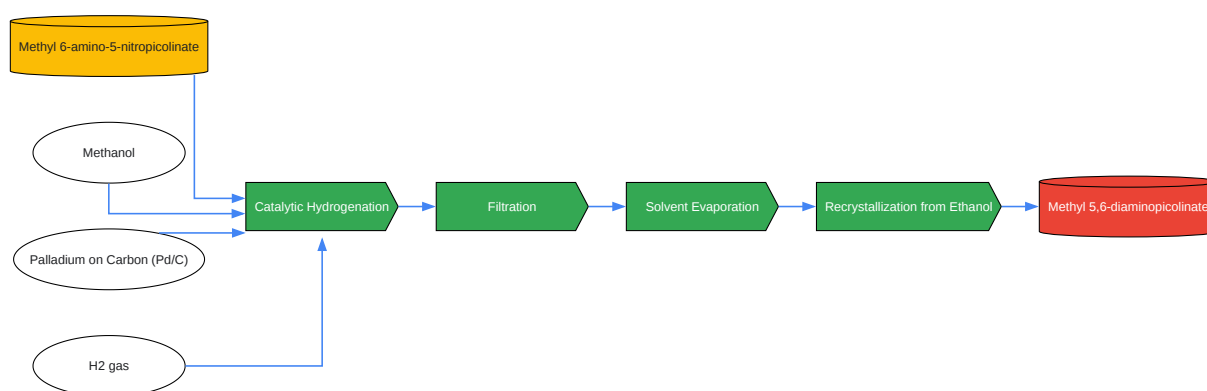 Methyl 6-amino-5-nitropicolinate
Methanol
Palladium on Carbon (Pd/C)
H2 gas
Catalytic Hydrogenation
Filtration
Solvent Evaporation
Recrystallization from Ethanol
Methyl 5,6-diaminopicolinate